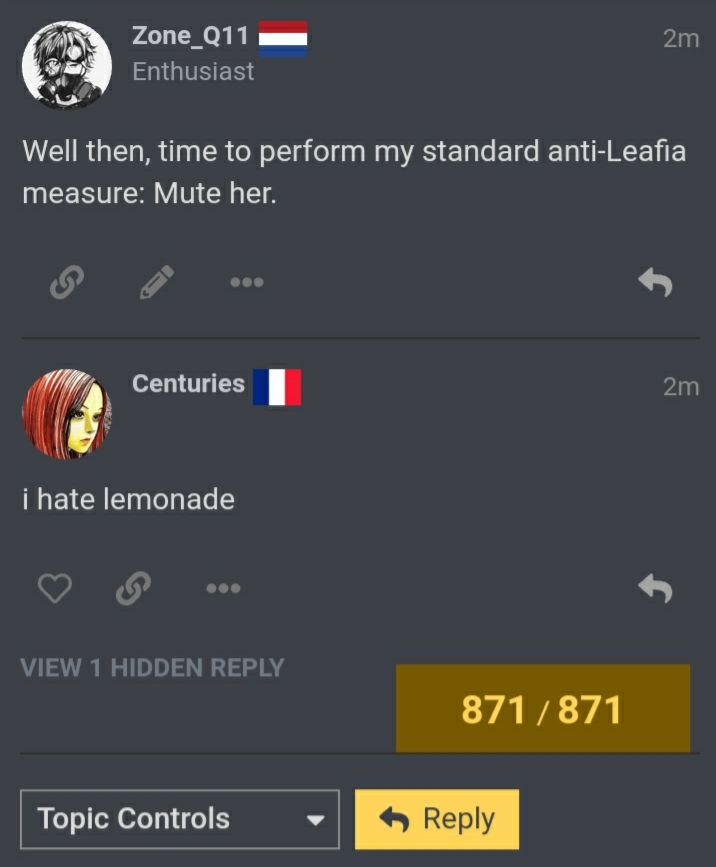 Zone_Q11
2m
Enthusiast
Well then, time to perform my standard anti-Leafia
measure: Mute her.
Centuries
2m
i hate lemonade
VIEW 1 HIDDEN REPLY
871 / 871
Topic Controls
Reply